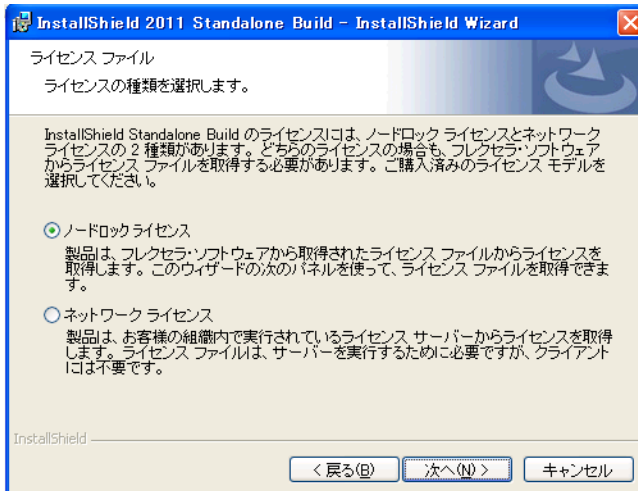 InstallShield 2011 Standalone Build - InstallShield Wizard
ライセンス ファイル
ライセンスの種類を選択します。
InstallShield Standalone Build のライセンスには、ノードロック ライセンスとネットワーク
ライセンスの 2 種類があります。どちらのライセンスの場合も、フレクセラ・ソフトウェア
からライセンス ファイルを取得する必要があります。ご購入済みのライセンス モデルを
選択してください。
ノードロック ライセンス
製品は、フレクセラ・ソフトウェアから取得されたライセンス ファイルからライセンスを
取得します。このウィザードの次のパネルを使って、ライセンス ファイルを取得できま
す。
ネットワーク ライセンス
製品は、お客様の組織内で実行されているライセンス サーバーからライセンスを取得
します。ライセンス ファイルは、サーバーを実行するために必要ですが、クライアント
には不要です。
InstallShield
< 戻る(B) 次へ(N) > キャンセル